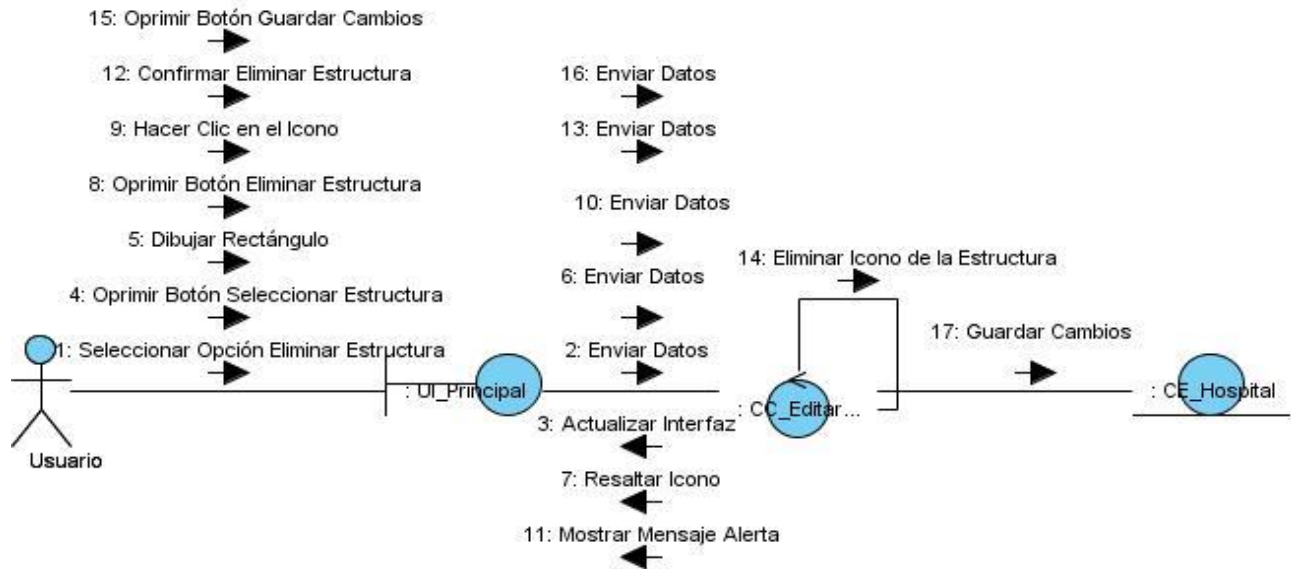 15: Oprimir Botón Guardar Cambios
12: Confirmar Eliminar Estructura
16: Enviar Datos
9: Hacer Clic en el Icono
13: Enviar Datos
8: Oprimir Botón Eliminar Estructura
10: Enviar Datos
5: Dibujar Rectángulo
14: Eliminar Icono de la Estructura
6: Enviar Datos
4: Oprimir Botón Seleccionar Estructura
17: Guardar Cambios
1: Seleccionar Opción Eliminar Estructura
2: Enviar Datos
: UI_Principal
: CC_Editar...
: CE_Hospital
3: Actualizar Interfaz
Usuario
7: Resaltar Icono
11: Mostrar Mensaje Alerta